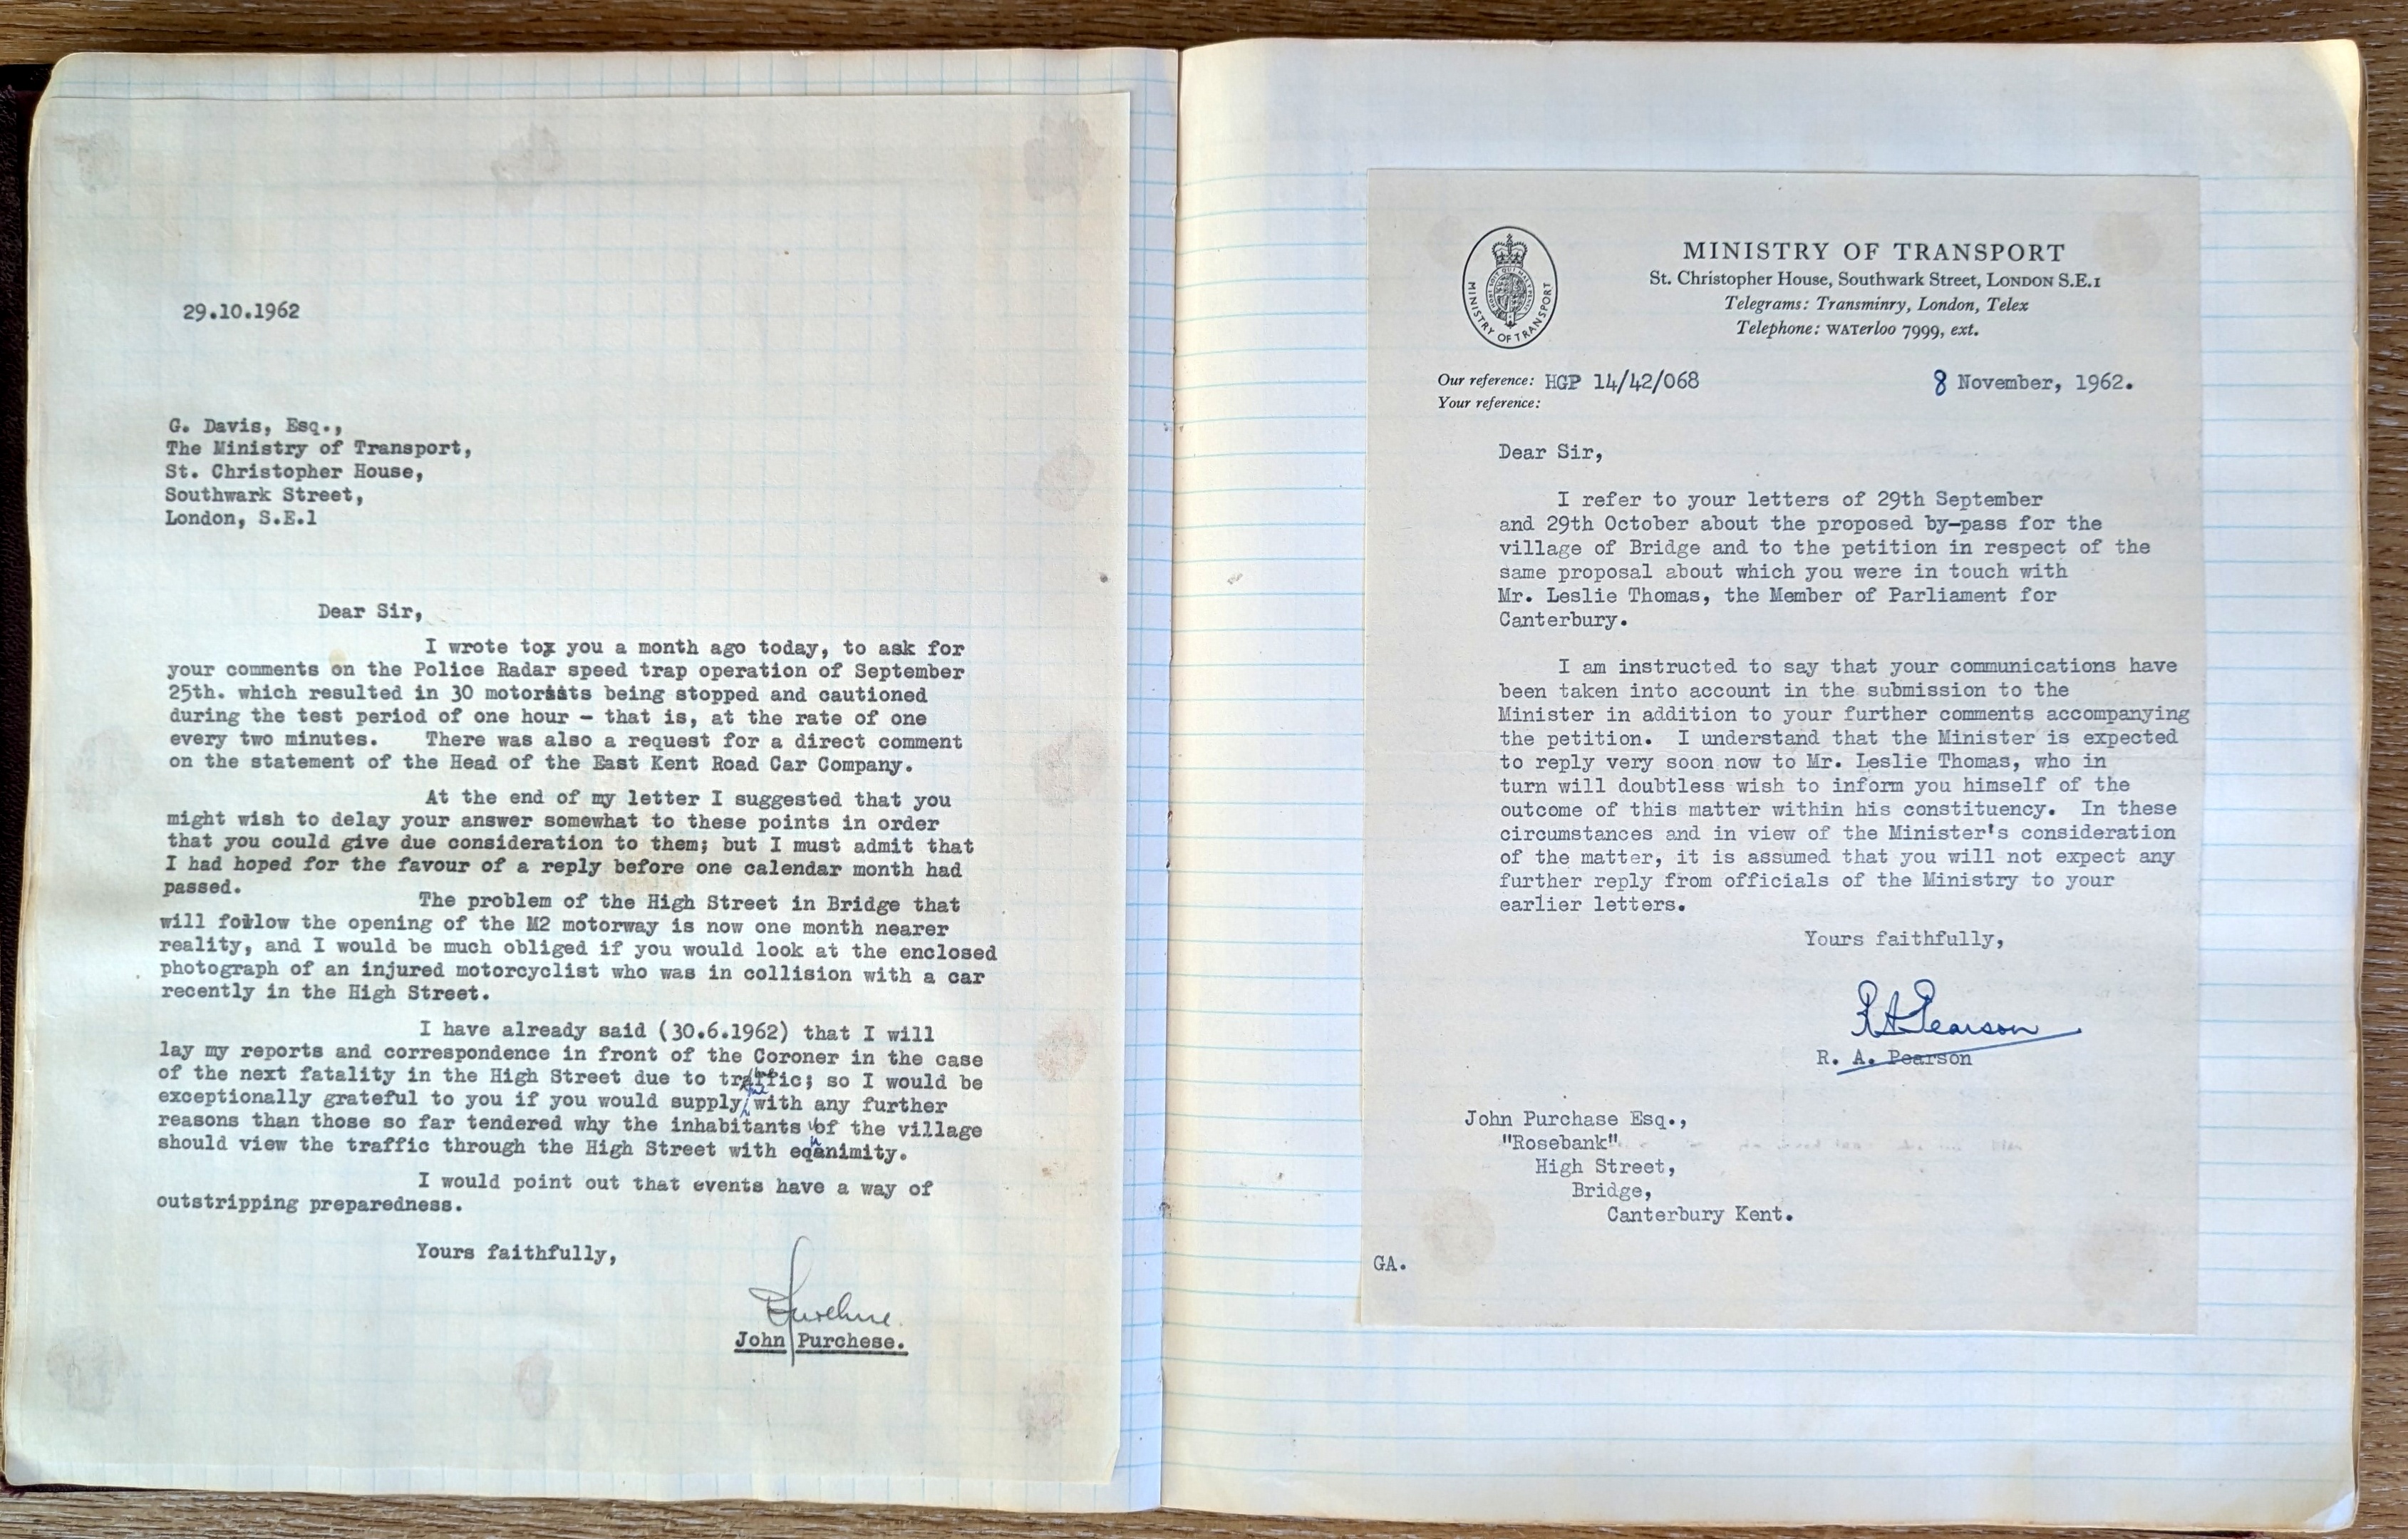 29.10.1962
G. Davis, Esq.,
The Ministry of Transport,
St. Christopher House,
Southwark Street,
London, S.E.1
Dear Sir,
I wrote tox you a month ago today, to ask for
your comments on the Police Radar speed trap operation of September
25th. which resulted in 30 motorists being stopped and cautioned
during the test period of one hour - that is, at the rate of one
every two minutes. There was also a request for a direct comment
on the statement of the Head of the East Kent Road Car Company.
At the end of my letter I suggested that you
might wish to delay your answer somewhat to these points in order
that you could give due consideration to them; but I must admit that
I had hoped for the favour of a reply before one calendar month had
passed.
The problem of the High Street in Bridge that
will follow the opening of the M2 motorway is now one month nearer
reality, and I would be much obliged if you would look at the enclosed
photograph of an injured motorcyclist who was in collision with a car
recently in the High Street.
I have already said (30.6.1962) that I will
lay my reports and correspondence in front of the Coroner in the case
of the next fatality in the High Street due to traffic; so I would be
exceptionally grateful to you if you would supply me with any further
reasons than those so far tendered why the inhabitants of the village
should view the traffic through the High Street with equanimity.
I would point out that events have a way of
outstripping preparedness.
Yours faithfully,
John Purchese.
MINISTRY OF TRANSPORT
MINISTRY OF TRANSPORT
St. Christopher House, Southwark Street, LONDON S.E.1
Telegrams: Transminry, London, Telex
Telephone: WATerloo 7999, ext.
Our reference: HGP 14/42/068
8 November, 1962.
Your reference:
Dear Sir,
I refer to your letters of 29th September
and 29th October about the proposed by-pass for the
village of Bridge and to the petition in respect of the
same proposal about which you were in touch with
Mr. Leslie Thomas, the Member of Parliament for
Canterbury.
I am instructed to say that your communications have
been taken into account in the submission to the
Minister in addition to your further comments accompanying
the petition. I understand that the Minister is expected
to reply very soon now to Mr. Leslie Thomas, who in
turn will doubtless wish to inform you himself of the
outcome of this matter within his constituency. In these
circumstances and in view of the Minister's consideration
of the matter, it is assumed that you will not expect any
further reply from officials of the Ministry to your
earlier letters.
Yours faithfully,
R A Pearson
R. A. Pearson
John Purchase Esq.,
"Rosebank"
High Street,
Bridge,
Canterbury Kent.
GA.